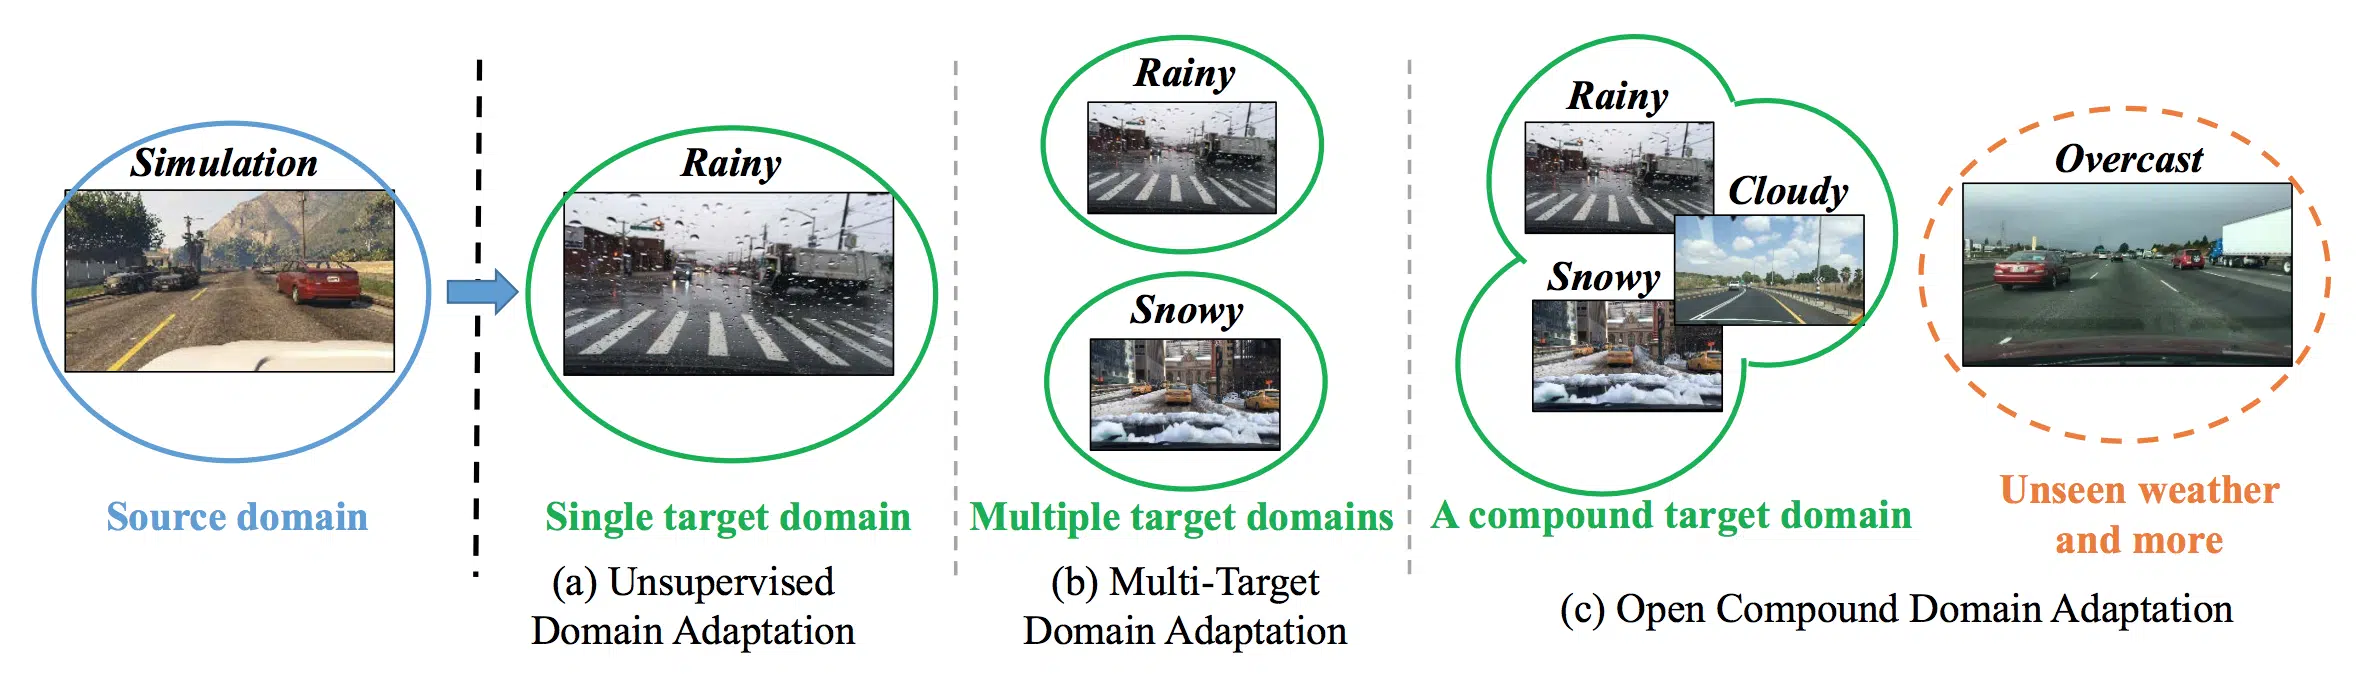 Simulation
Source domain
Rainy
Single target domain
(a) Unsupervised
Domain Adaptation
Rainy
Snowy
Multiple target domains
(b) Multi-Target
Domain Adaptation
Rainy
Cloudy
Snowy
A compound target domain
Overcast
Unseen weather
and more
(c) Open Compound Domain Adaptation